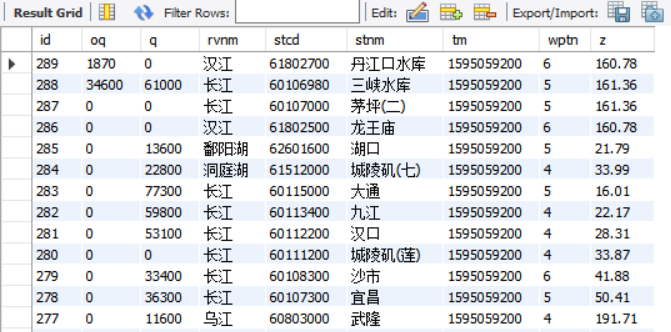 Result Grid Filter Rows: Edit: Export/Import:
id oq q rvnm stcd stnm tm wptn z
289 1870 0 汉江 61802700 丹江口水库 1595059200 6 160.78
288 34600 61000 长江 60106980 三峡水库 1595059200 5 161.36
287 0 0 长江 60107000 茅坪(二) 1595059200 5 161.36
286 0 0 汉江 61802500 龙王庙 1595059200 6 160.78
285 0 13600 鄱阳湖 62601600 湖口 1595059200 5 21.79
284 0 22800 洞庭湖 61512000 城陵矶(七) 1595059200 4 33.99
283 0 77300 长江 60115000 大通 1595059200 5 16.01
282 0 59800 长江 60113400 九江 1595059200 4 22.17
281 0 53100 长江 60112200 汉口 1595059200 4 28.31
280 0 0 长江 60111200 城陵矶(莲) 1595059200 4 33.87
279 0 33400 长江 60108300 沙市 1595059200 6 41.88
278 0 36300 长江 60107300 宜昌 1595059200 5 50.41
277 0 11600 乌江 60803000 武隆 1595059200 4 191.71